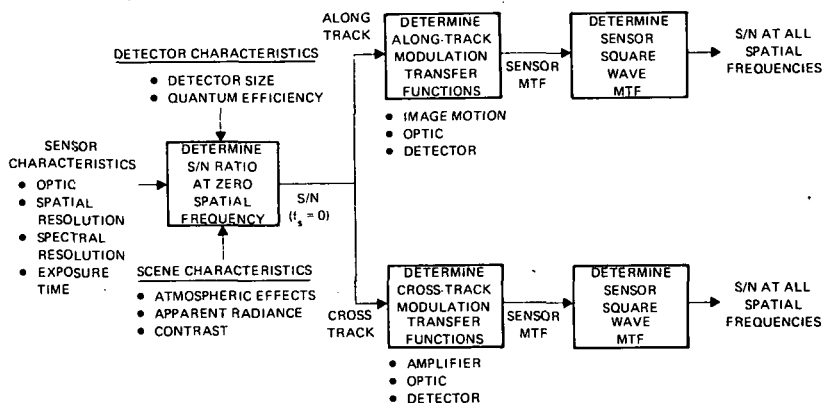 DETECTOR CHARACTERISTICS
• DETECTOR SIZE
• QUANTUM EFFICIENCY
SENSOR
CHARACTERISTICS
• OPTIC
• SPATIAL
RESOLUTION
• SPECTRAL
RESOLUTION
• EXPOSURE
TIME
DETERMINE
S/N RATIO
AT ZERO
SPATIAL
FREQUENCY
SCENE CHARACTERISTICS
• ATMOSPHERIC EFFECTS
• APPARENT RADIANCE
• CONTRAST
S/N
(fs = 0)
ALONG
TRACK
DETERMINE
ALONG-TRACK
MODULATION
TRANSFER
FUNCTIONS
• IMAGE MOTION
• OPTIC
• DETECTOR
SENSOR
MTF
DETERMINE
SENSOR
SQUARE
WAVE
MTF
S/N AT ALL
SPATIAL
FREQUENCIES
CROSS
TRACK
DETERMINE
CROSS-TRACK
MODULATION
TRANSFER
FUNCTIONS
• AMPLIFIER
• OPTIC
• DETECTOR
SENSOR
MTF
DETERMINE
SENSOR
SQUARE
WAVE
MTF
S/N AT ALL
SPATIAL
FREQUENCIES